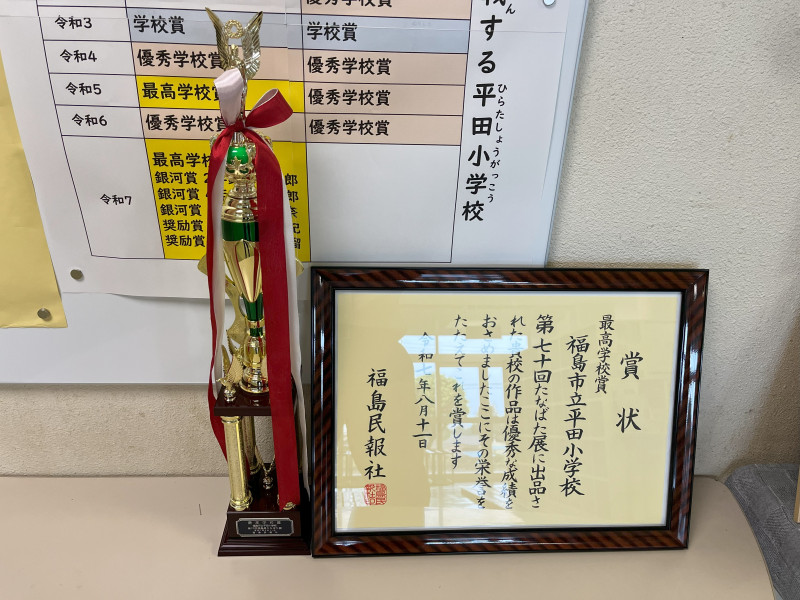 挑する平田小学校
ひらたしょうがっこう
令和3 学校賞 学校賞
令和4 優秀学校賞 優秀学校賞
令和5 最高学校賞 優秀学校賞
令和6 優秀学校賞 優秀学校賞
令和7 最高学校
銀河賞
銀河賞
銀河賞
奨励賞
奨励賞
賞状
最高学校賞
福島市立平田小学校
第七十回たなばた展に出品さ
れた貴校の作品は優秀な成績を
おさめましたここにその栄誉を
たたえてこれを賞します
令和七年八月十一日
福島民報社